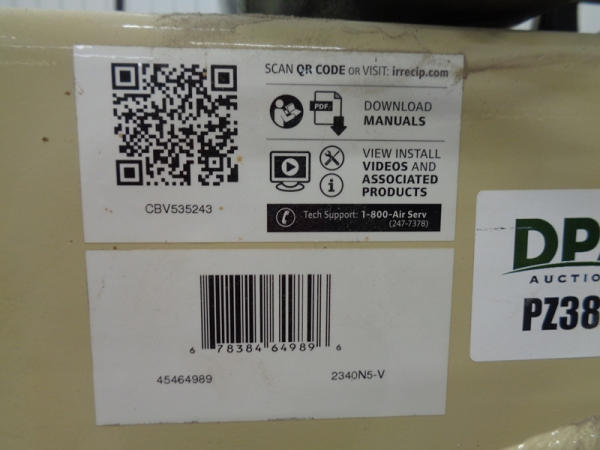 SCAN QR CODE OR VISIT: irrecip.com
PDF
DOWNLOAD
MANUALS
VIEW INSTALL
VIDEOS AND
ASSOCIATED
PRODUCTS
CBV535243
Tech Support: 1-800-Air Serv
(247-7378)
6 78384 64989 6
45464989 2340N5-V
DPA
AUCTIO
PZ38